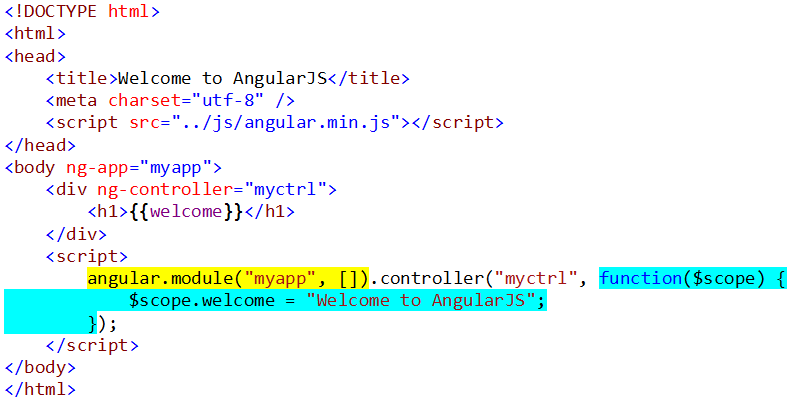 <!DOCTYPE html>
<html>
<head>
    <title>Welcome to AngularJS</title>
    <meta charset="utf-8" />
    <script src="../js/angular.min.js"></script>
</head>
<body ng-app="myapp">
    <div ng-controller="myctrl">
        <h1>{{welcome}}</h1>
    </div>
    <script>
        angular.module("myapp", []).controller("myctrl", function($scope) {
            $scope.welcome = "Welcome to AngularJS";
        });
    </script>
</body>
</html>